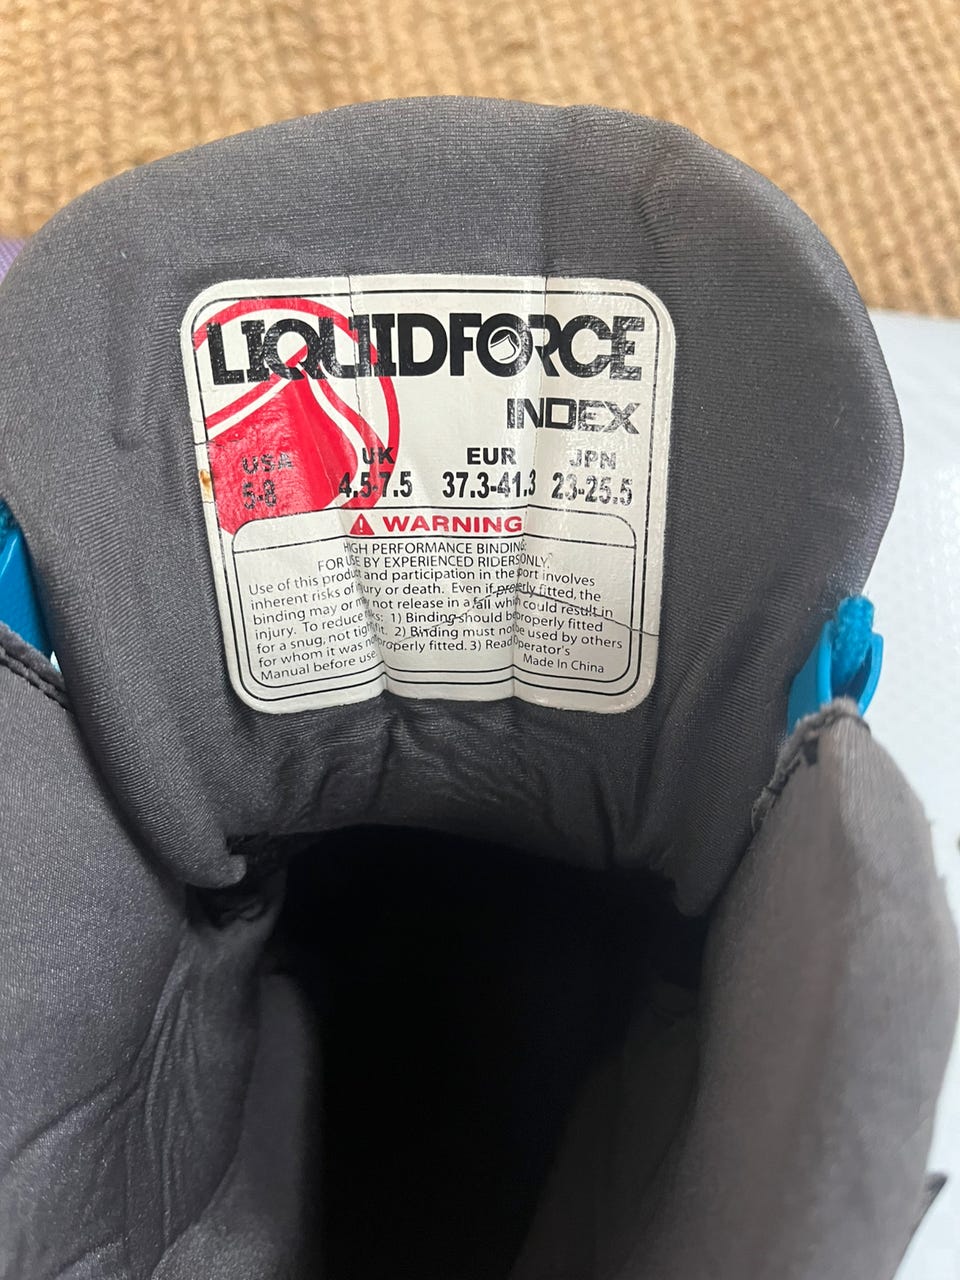 LIQUIDFORCE
INDEX
USA UK EUR JPN
5-8 4.5-7.5 37.3-41.3 23-25.5
WARNING
HIGH PERFORMANCE BINDING:
FOR USE BY EXPERIENCED RIDERS ONLY.
Use of this product and participation in the sport involves
inherent risks of injury or death. Even if properly fitted, the
binding may or may not release in a fall which could result in
injury. To reduce risks: 1) Binding should be properly fitted
for a snug, not tight fit. 2) Binding must not be used by others
for whom it was not properly fitted. 3) Read Operator's
Manual before use. Made In China